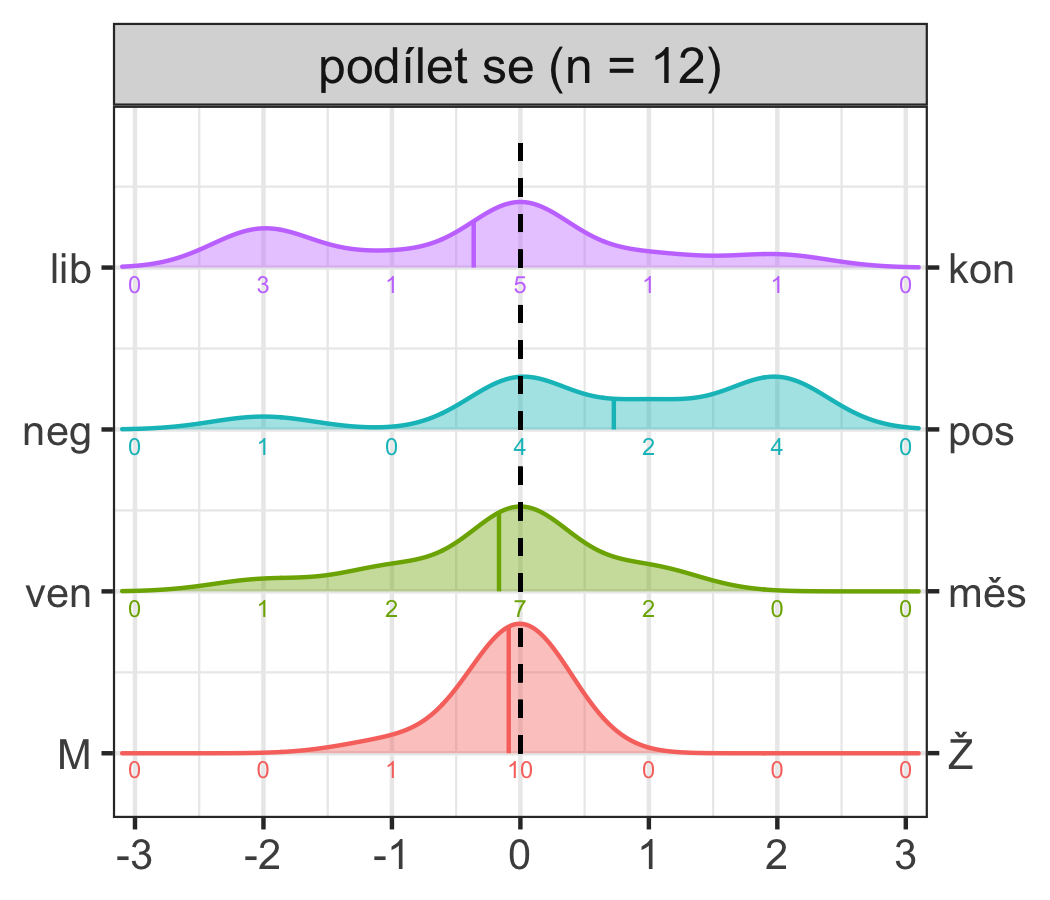 podílet se (n = 12)
lib kon
0 3 1 5 1 1 0
neg pos
0 1 0 4 2 4 0
ven měs
0 1 2 7 2 0 0
M Ž
0 0 1 10 0 0 0
-3 -2 -1 0 1 2 3